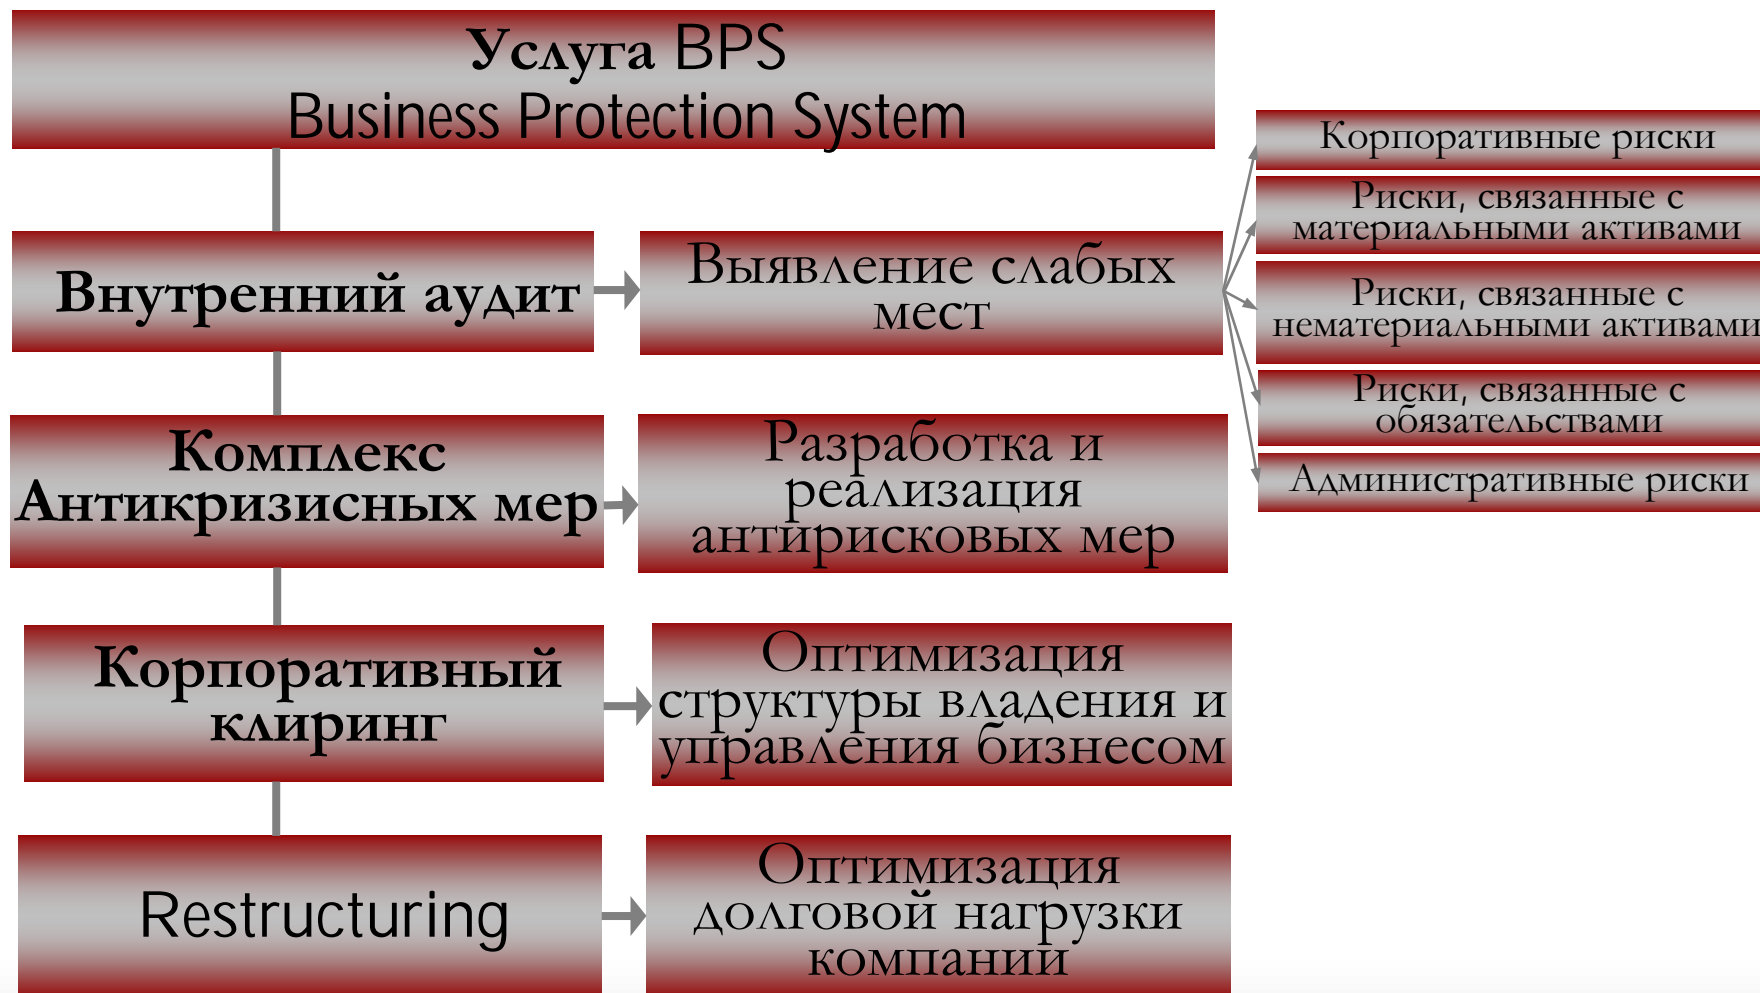 Услуга BPS
Business Protection System
Внутренний аудит
Выявление слабых
мест
Корпоративные риски
Риски, связанные с
материальными активами
Риски, связанные с
нематериальными активами
Риски, связанные с
обязательствами
Административные риски
Комплекс
Антикризисных мер
Разработка и
реализация
антирисковых мер
Корпоративный
клиринг
Оптимизация
структуры владения и
управления бизнесом
Restructuring
Оптимизация
долговой нагрузки
компании